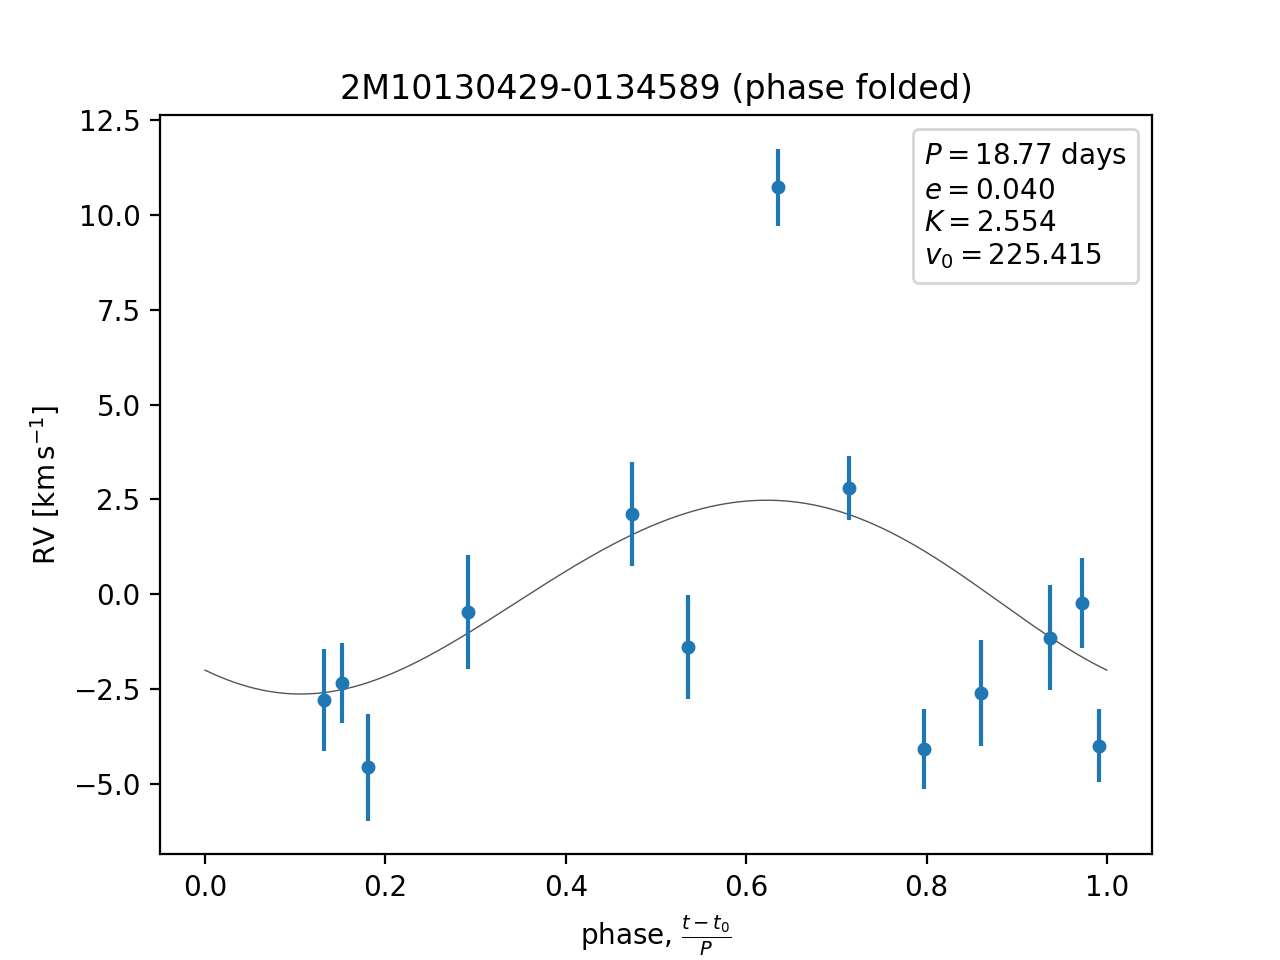 2M10130429-0134589 (phase folded)
P = 18.77 days
e = 0.040
K = 2.554
v₀ = 225.415
12.5
10.0
7.5
5.0
2.5
0.0
−2.5
−5.0
RV [km s⁻¹]
0.0 0.2 0.4 0.6 0.8 1.0
phase, (t − t₀)/P